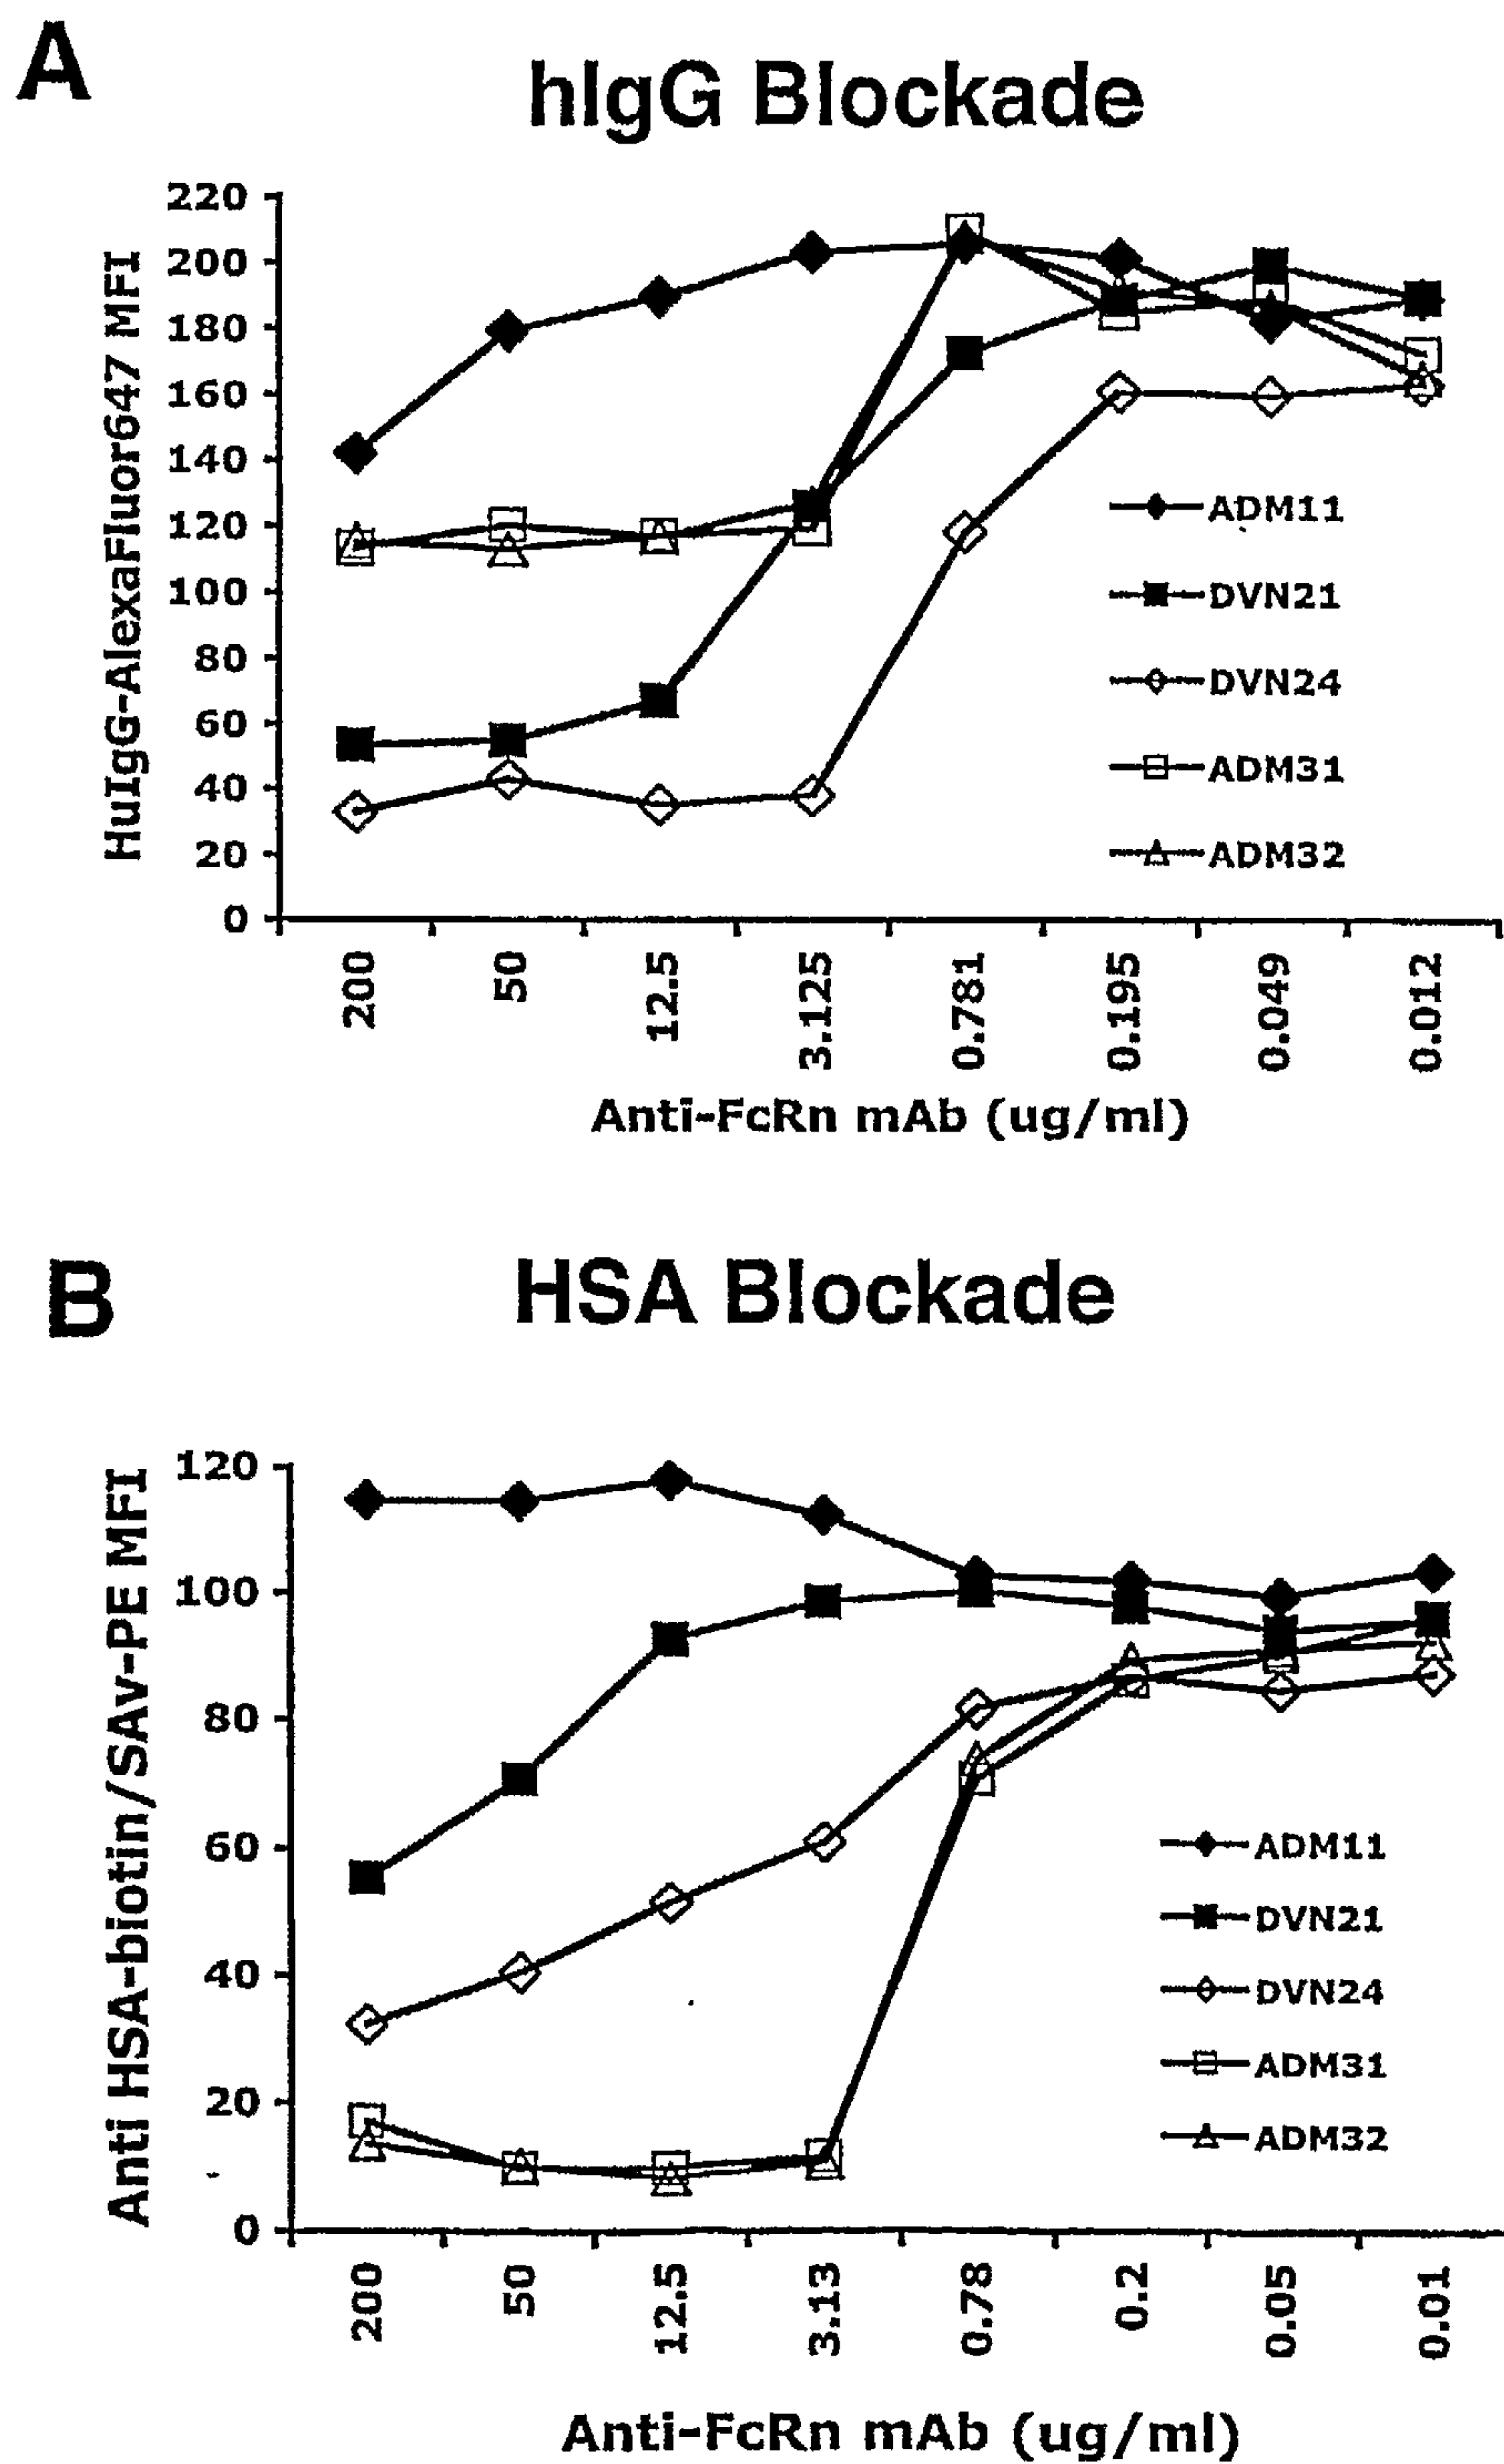 A
hIgG Blockade
HuIgG-AlexaFluor647 MFI
220
200
180
160
140
120
100
80
60
40
20
0
ADM11
DVN21
DVN24
ADM31
ADM32
200 50 12.5 3.125 0.781 0.195 0.049 0.012
Anti-FcRn mAb (ug/ml)
B
HSA Blockade
Anti HSA-biotin/SAv-PE MFI
120
100
80
60
40
20
0
ADM11
DVN21
DVN24
ADM31
ADM32
200 50 12.5 3.13 0.78 0.2 0.05 0.01
Anti-FcRn mAb (ug/ml)